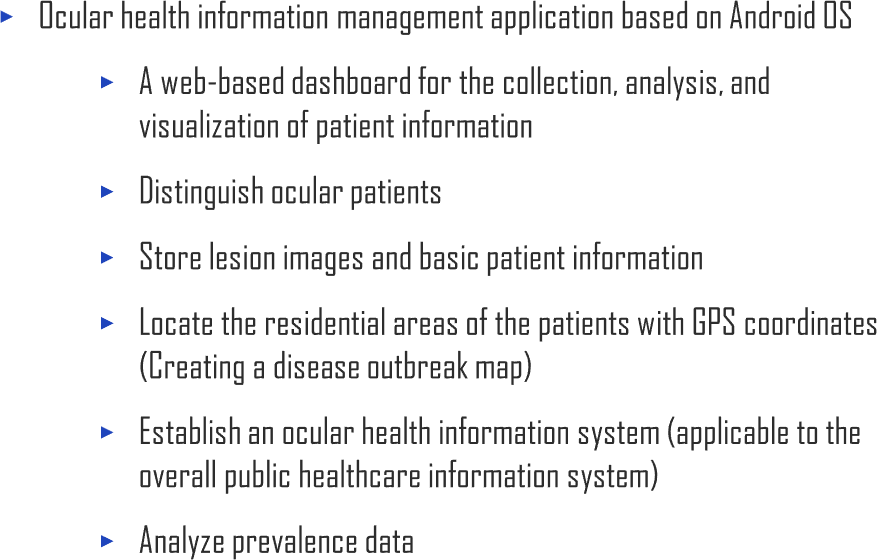 ▸ Ocular health information management application based on Android OS
▸ A web-based dashboard for the collection, analysis, and
visualization of patient information
▸ Distinguish ocular patients
▸ Store lesion images and basic patient information
▸ Locate the residential areas of the patients with GPS coordinates
(Creating a disease outbreak map)
▸ Establish an ocular health information system (applicable to the
overall public healthcare information system)
▸ Analyze prevalence data